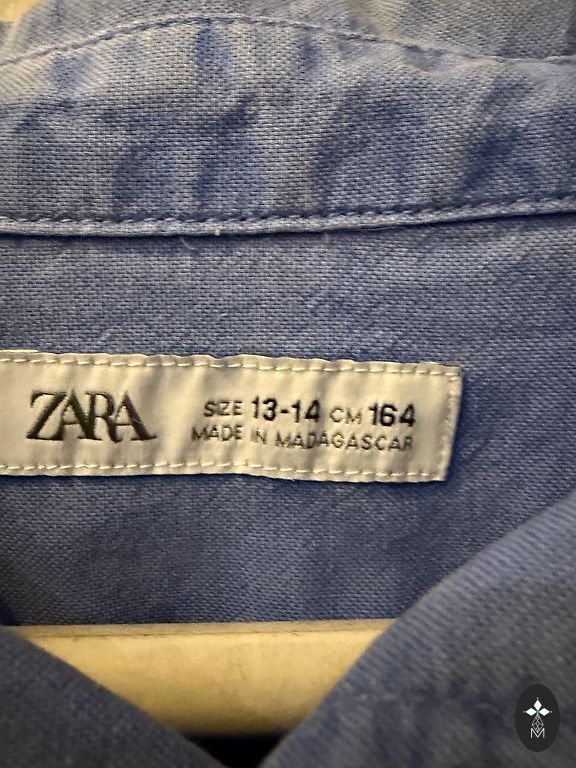 ZARA
SIZE 13-14 CM 164
MADE IN MADAGASCAR
M